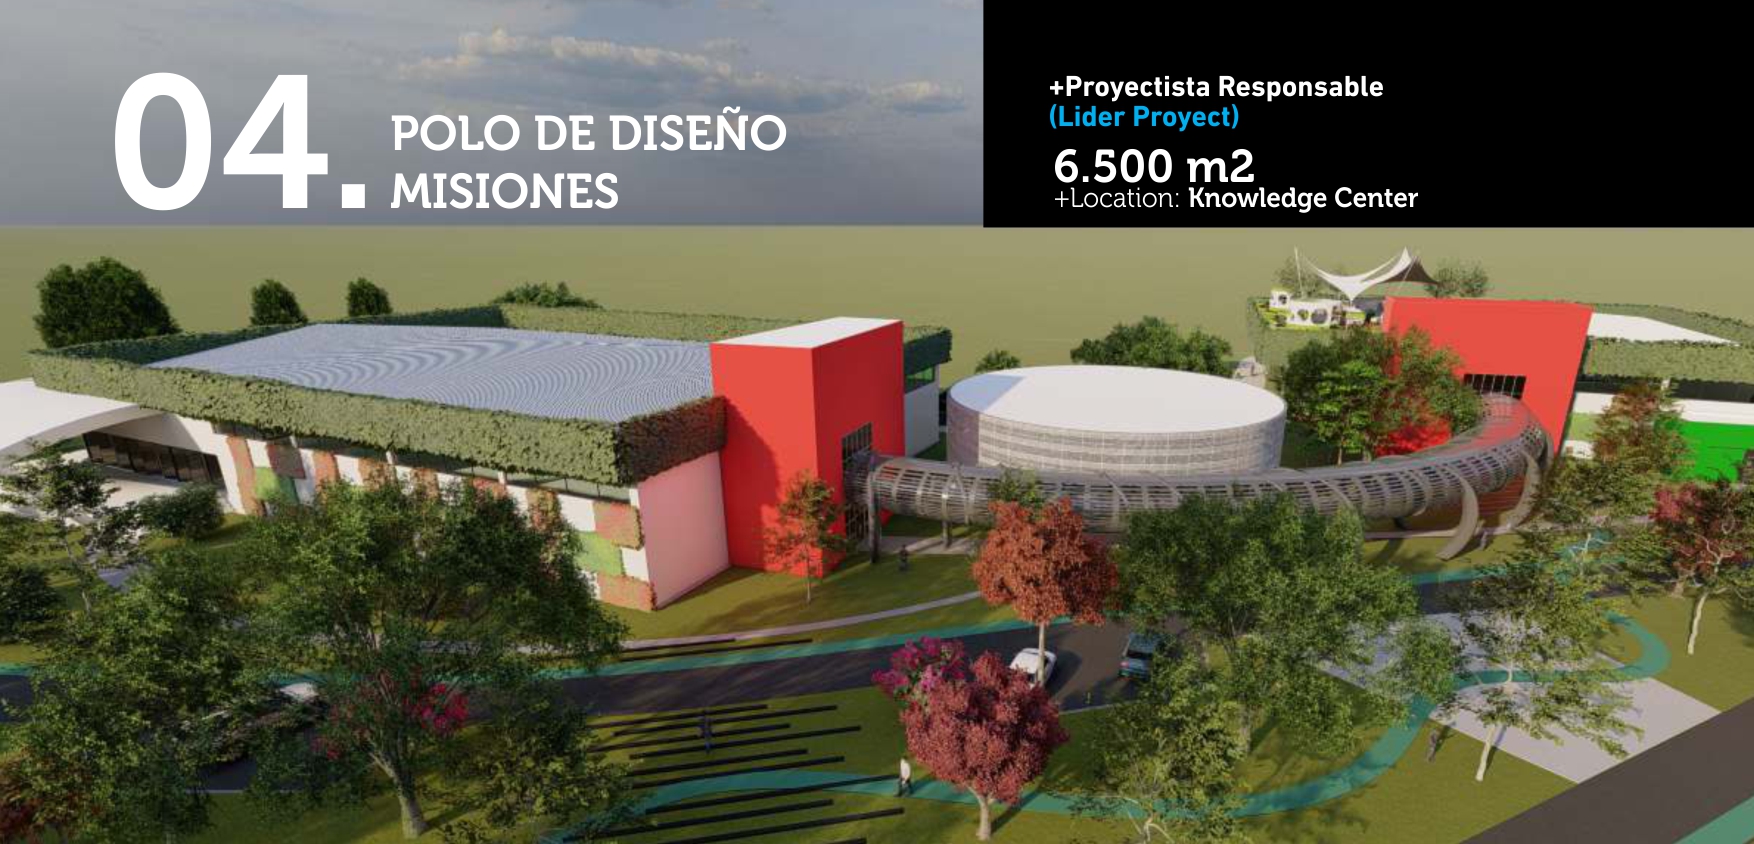 04.
POLO DE DISEÑO
MISIONES
+Proyectista Responsable
(Lider Proyect)
6.500 m2
+Location: Knowledge Center